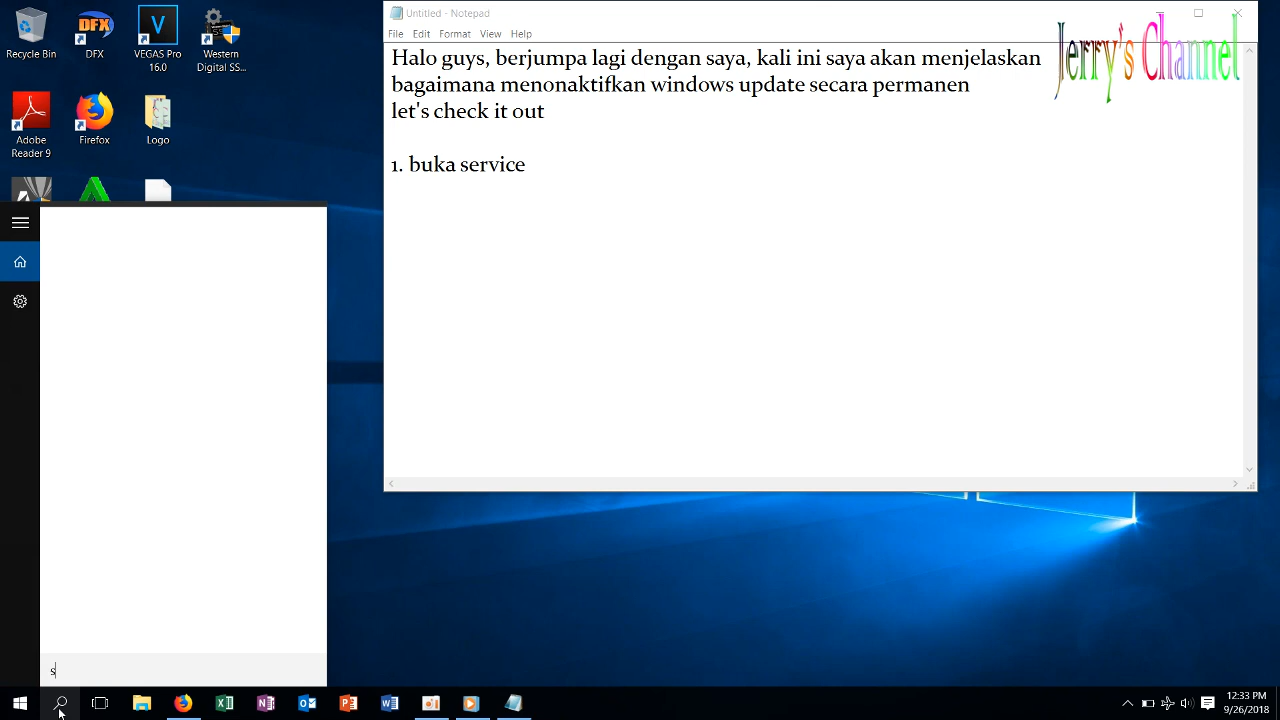 Recycle Bin
DFX
VEGAS Pro 16.0
Western Digital SS...
Adobe Reader 9
Firefox
Logo
Untitled - Notepad
File Edit Format View Help
Halo guys, berjumpa lagi dengan saya, kali ini saya akan menjelaskan
bagaimana menonaktifkan windows update secara permanen
let's check it out
1. buka service
Jerry's Channel
s
12:33 PM
9/26/2018